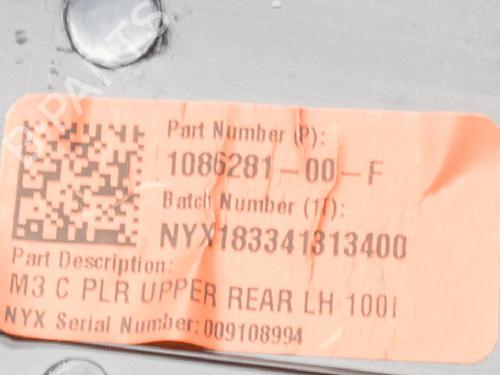 B-PARTS
Part Number (P):
1086281-00-F
Batch Number (1T):
NYX183341313400
Part Description:
M3 C PLR UPPER REAR LH 100i
NYX Serial Number: 009108994